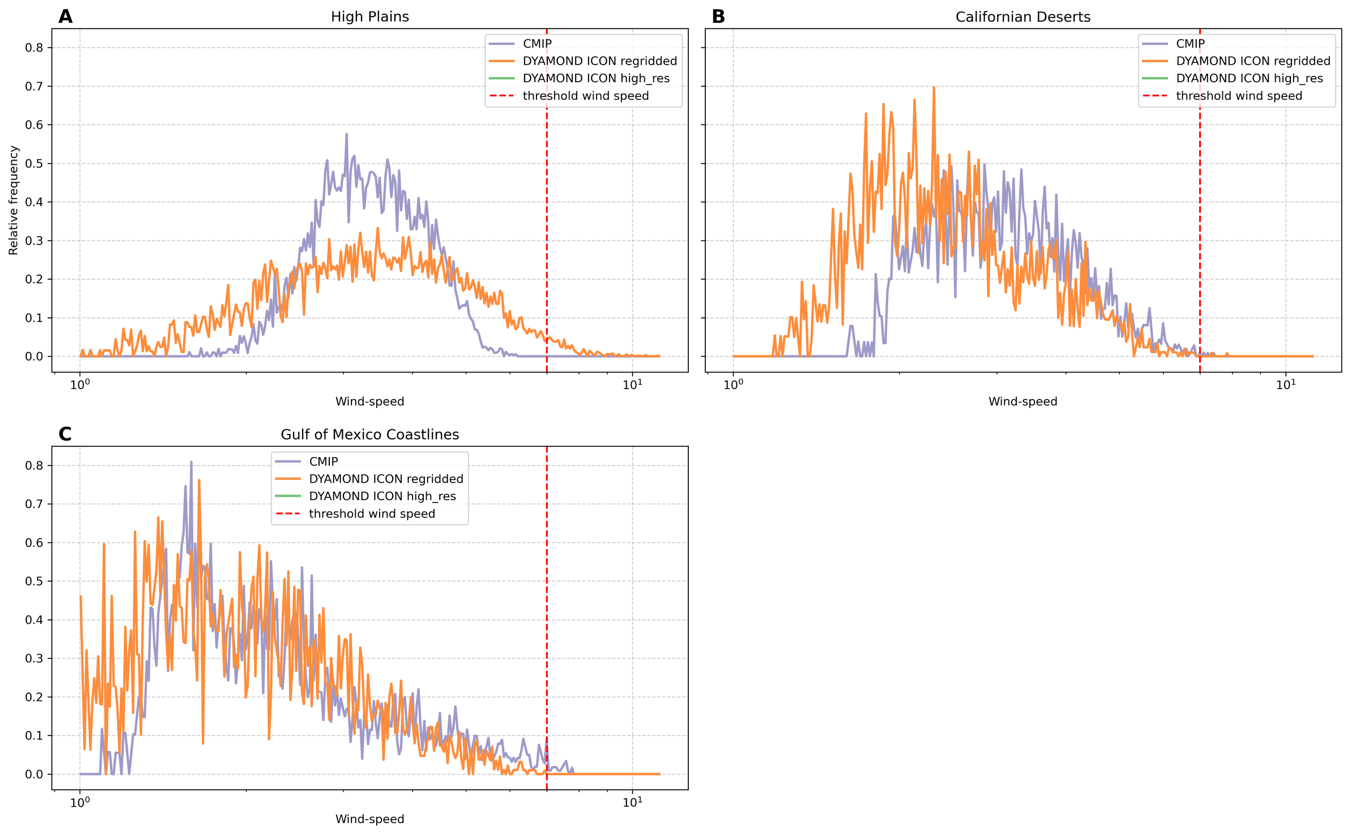 A
High Plains
CMIP
DYAMOND ICON regridded
DYAMOND ICON high_res
threshold wind speed
Relative frequency
0.8
0.7
0.6
0.5
0.4
0.3
0.2
0.1
0.0
10⁰
10¹
Wind-speed
B
Californian Deserts
CMIP
DYAMOND ICON regridded
DYAMOND ICON high_res
threshold wind speed
10⁰
10¹
Wind-speed
C
Gulf of Mexico Coastlines
CMIP
DYAMOND ICON regridded
DYAMOND ICON high_res
threshold wind speed
0.8
0.7
0.6
0.5
0.4
0.3
0.2
0.1
0.0
10⁰
10¹
Wind-speed